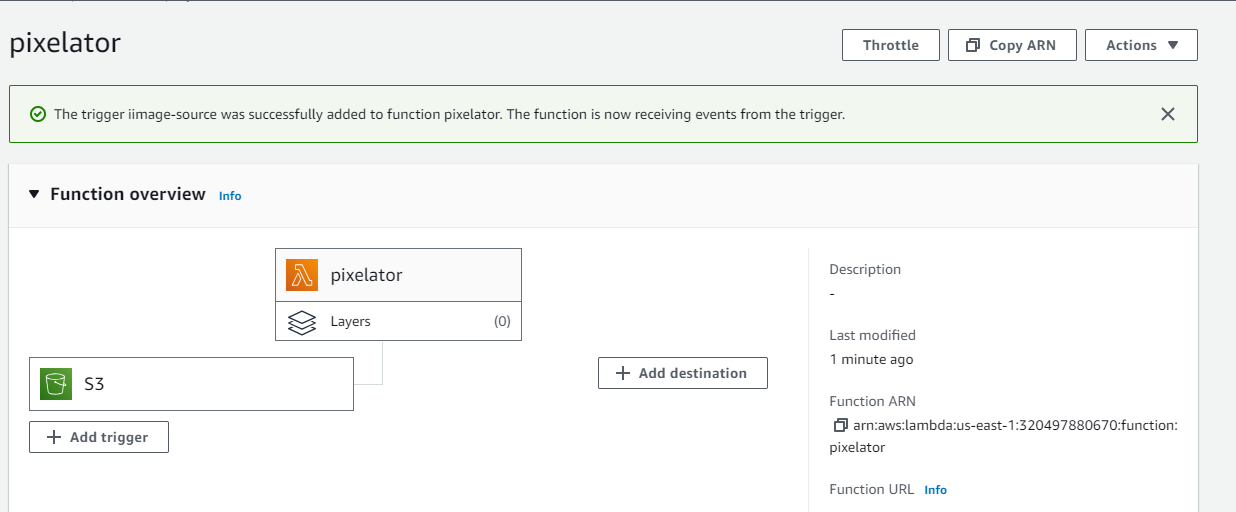 pixelator
Throttle
Copy ARN
Actions
The trigger iimage-source was successfully added to function pixelator. The function is now receiving events from the trigger.
Function overview Info
pixelator
Layers (0)
S3
Add trigger
Add destination
Description
-
Last modified
1 minute ago
Function ARN
arn:aws:lambda:us-east-1:320497880670:function:
pixelator
Function URL Info